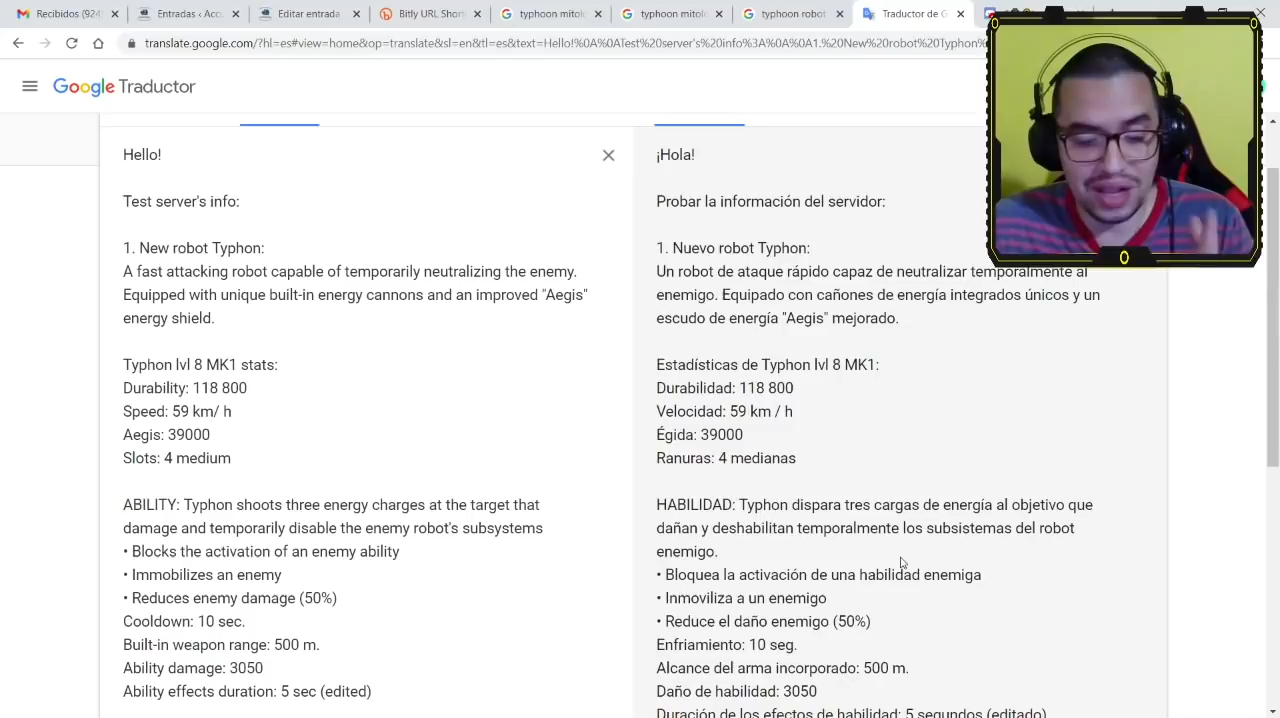 Recibidos (924
Entradas ‹ Acc
Estadísticas
Entradas
Bitly URL Short
typhoon mitolo
typhoon mitolo
typhoon robot
Traductor de G
translate.google.com/?hl=es#view=home&op=translate&sl=en&tl=es&text=Hello!%0A%0ATest%20server's%20info%3A%0A%0A1.%20New%20robot%20Typhon%
Google Traductor
Hello!
Test server's info:
1. New robot Typhon:
A fast attacking robot capable of temporarily neutralizing the enemy.
Equipped with unique built-in energy cannons and an improved "Aegis"
energy shield.
Typhon lvl 8 MK1 stats:
Durability: 118 800
Speed: 59 km/ h
Aegis: 39000
Slots: 4 medium
ABILITY: Typhon shoots three energy charges at the target that
damage and temporarily disable the enemy robot's subsystems
• Blocks the activation of an enemy ability
• Immobilizes an enemy
• Reduces enemy damage (50%)
Cooldown: 10 sec.
Built-in weapon range: 500 m.
Ability damage: 3050
Ability effects duration: 5 sec (edited)
¡Hola!
Probar la información del servidor:
1. Nuevo robot Typhon:
Un robot de ataque rápido capaz de neutralizar temporalmente al
enemigo. Equipado con cañones de energía integrados únicos y un
escudo de energía "Aegis" mejorado.
Estadísticas de Typhon lvl 8 MK1:
Durabilidad: 118 800
Velocidad: 59 km / h
Égida: 39000
Ranuras: 4 medianas
HABILIDAD: Typhon dispara tres cargas de energía al objetivo que
dañan y deshabilitan temporalmente los subsistemas del robot
enemigo.
• Bloquea la activación de una habilidad enemiga
• Inmoviliza a un enemigo
• Reduce el daño enemigo (50%)
Enfriamiento: 10 seg.
Alcance del arma incorporado: 500 m.
Daño de habilidad: 3050
Duración de los efectos de habilidad: 5 segundos (editado)